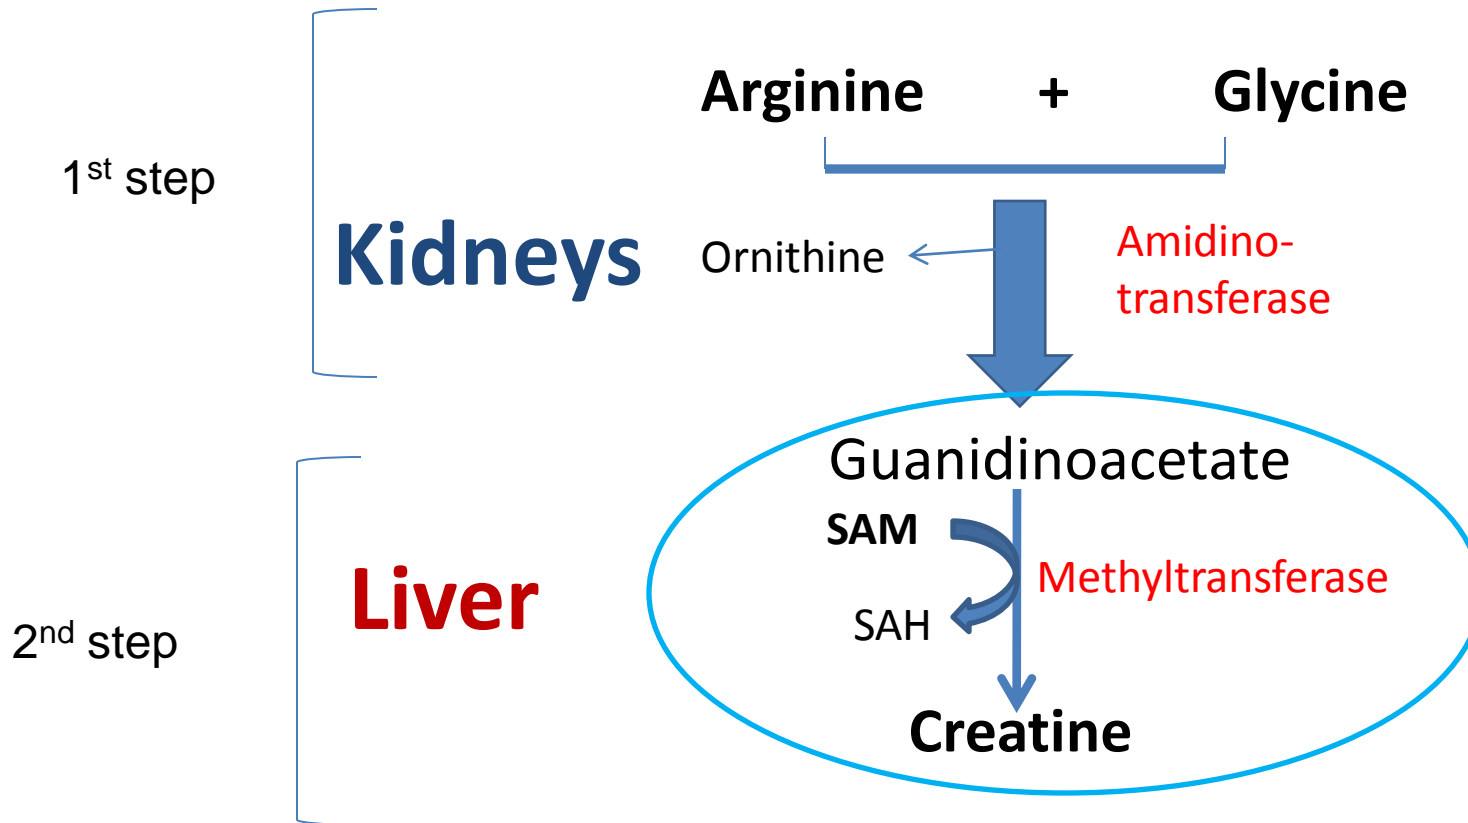 Arginine + Glycine
1st step
Kidneys
Ornithine
Amidino-
transferase
Guanidinoacetate
SAM
Methyltransferase
Liver
SAH
2nd step
Creatine